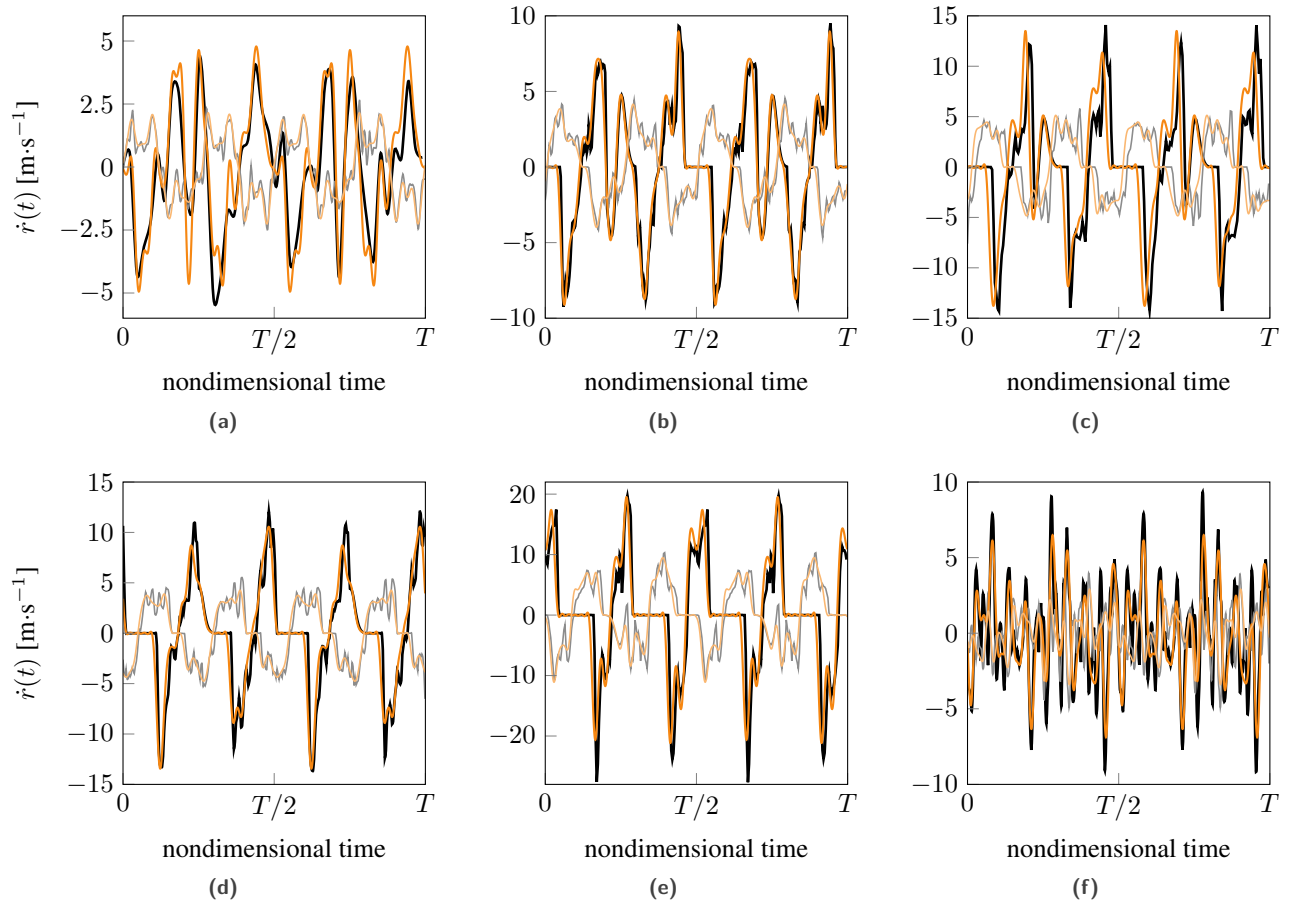 5
2.5
0
−2.5
−5
ṙ(t) [m·s⁻¹]
0
T/2
T
nondimensional time
(a)
10
5
0
−5
−10
0
T/2
T
nondimensional time
(b)
15
10
5
0
−5
−10
−15
0
T/2
T
nondimensional time
(c)
15
10
5
0
−5
−10
−15
ṙ(t) [m·s⁻¹]
0
T/2
T
nondimensional time
(d)
20
10
0
−10
−20
0
T/2
T
nondimensional time
(e)
10
5
0
−5
−10
0
T/2
T
nondimensional time
(f)